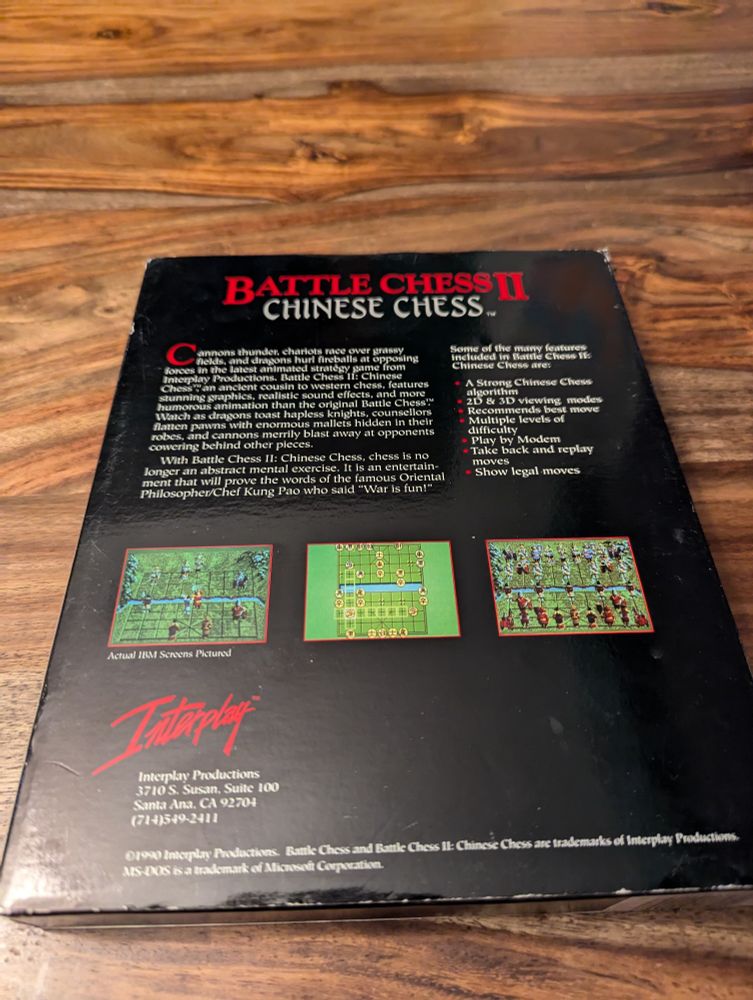 BATTLE CHESS II
CHINESE CHESS™
Cannons thunder, chariots race over grassy
fields, and dragons hurl fireballs at opposing
forces in the latest animated strategy game from
Interplay Productions. Battle Chess II: Chinese
Chess™, an ancient cousin to western chess, features
stunning graphics, realistic sound effects, and more
humorous animation than the original Battle Chess™.
Watch as dragons toast hapless knights, counsellors
flatten pawns with enormous mallets hidden in their
robes, and cannons merrily blast away at opponents
cowering behind other pieces.
With Battle Chess II: Chinese Chess, chess is no
longer an abstract mental exercise. It is an entertain-
ment that will prove the words of the famous Oriental
Philosopher/Chef Kung Pao who said "War is fun!"
Some of the many features
included in Battle Chess II:
Chinese Chess are:
• A Strong Chinese Chess
algorithm
• 2D & 3D viewing modes
• Recommends best move
• Multiple levels of
difficulty
• Play by Modem
• Take back and replay
moves
• Show legal moves
Actual IBM Screens Pictured
Interplay™
Interplay Productions
3710 S. Susan, Suite 100
Santa Ana, CA 92704
(714)549-2411
©1990 Interplay Productions. Battle Chess and Battle Chess II: Chinese Chess are trademarks of Interplay Productions.
MS-DOS is a trademark of Microsoft Corporation.